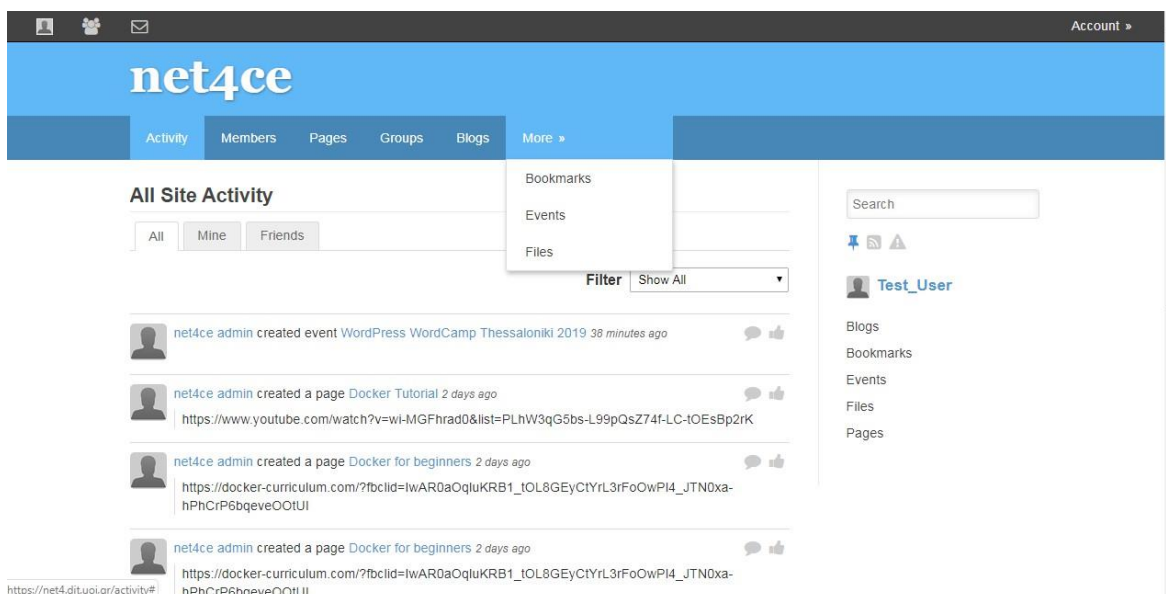 Account »
net4ce
Activity Members Pages Groups Blogs More »
Bookmarks
Events
Files
All Site Activity
All Mine Friends
Filter Show All
net4ce admin created event WordPress WordCamp Thessaloniki 2019 38 minutes ago
net4ce admin created a page Docker Tutorial 2 days ago
https://www.youtube.com/watch?v=wi-MGFhrad0&list=PLhW3qG5bs-L99pQsZ74f-LC-tOEsBp2rK
net4ce admin created a page Docker for beginners 2 days ago
https://docker-curriculum.com/?fbclid=IwAR0aOqluKRB1_tOL8GEyCtYrL3rFoOwPl4_JTN0xa-
hPhCrP6bqeveOOtUI
net4ce admin created a page Docker for beginners 2 days ago
https://docker-curriculum.com/?fbclid=IwAR0aOqluKRB1_tOL8GEyCtYrL3rFoOwPl4_JTN0xa-
hPhCrP6bqeveOOtUI
Search
Test_User
Blogs
Bookmarks
Events
Files
Pages
https://net4.dit.uoi.gr/activity#